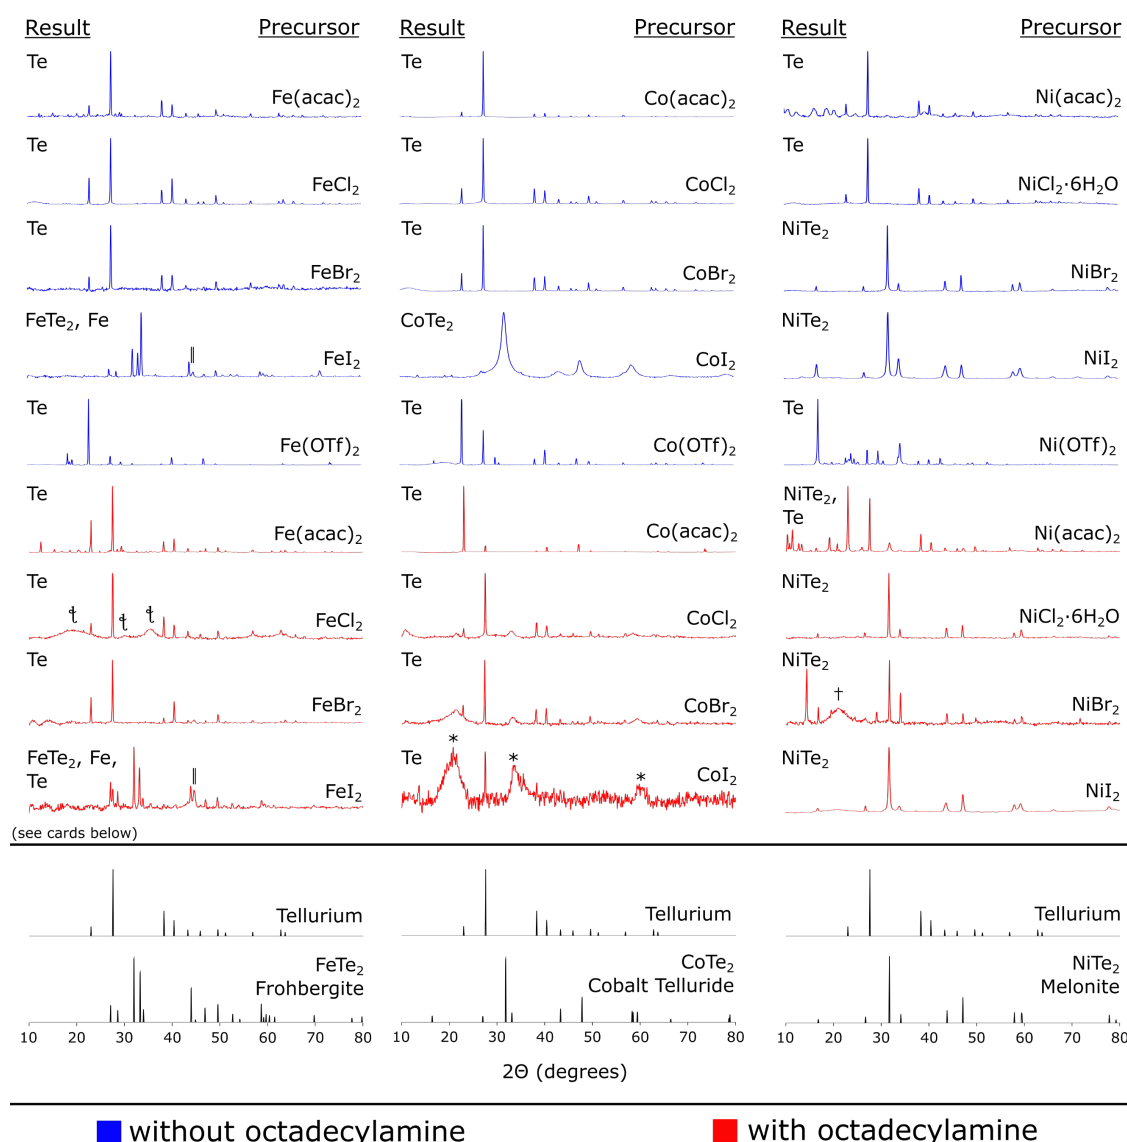 Result Precursor Result Precursor Result Precursor
Te Te Te
Fe(acac)₂ Co(acac)₂ Ni(acac)₂
Te Te Te
FeCl₂ CoCl₂ NiCl₂·6H₂O
Te Te NiTe₂
FeBr₂ CoBr₂ NiBr₂
FeTe₂, Fe CoTe₂ NiTe₂
||
FeI₂ CoI₂ NiI₂
Te Te Te
Fe(OTf)₂ Co(OTf)₂ Ni(OTf)₂
Te Te NiTe₂,
Te
Fe(acac)₂ Co(acac)₂ Ni(acac)₂
Te Te NiTe₂
FeCl₂ CoCl₂ NiCl₂·6H₂O
Te Te NiTe₂
†
FeBr₂ CoBr₂ NiBr₂
FeTe₂, Fe, Te NiTe₂
Te
|| * * *
FeI₂ CoI₂ NiI₂
(see cards below)
Tellurium Tellurium Tellurium
FeTe₂ CoTe₂ NiTe₂
Frohbergite Cobalt Telluride Melonite
10 20 30 40 50 60 70 80 10 20 30 40 50 60 70 80 10 20 30 40 50 60 70 80
2Θ (degrees)
without octadecylamine with octadecylamine